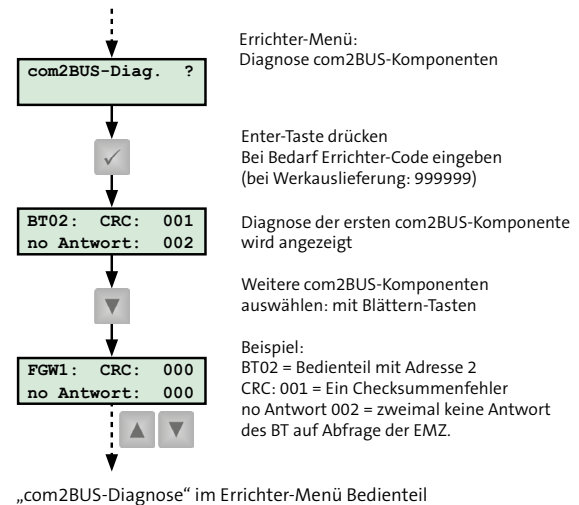 Errichter-Menü:
Diagnose com2BUS-Komponenten
com2BUS-Diag. ?
Enter-Taste drücken
Bei Bedarf Errichter-Code eingeben
(bei Werkauslieferung: 999999)
BT02: CRC: 001
no Antwort: 002
Diagnose der ersten com2BUS-Komponente
wird angezeigt
Weitere com2BUS-Komponenten
auswählen: mit Blättern-Tasten
FGW1: CRC: 000
no Antwort: 000
Beispiel:
BT02 = Bedienteil mit Adresse 2
CRC: 001 = Ein Checksummenfehler
no Antwort 002 = zweimal keine Antwort
des BT auf Abfrage der EMZ.
„com2BUS-Diagnose“ im Errichter-Menü Bedienteil